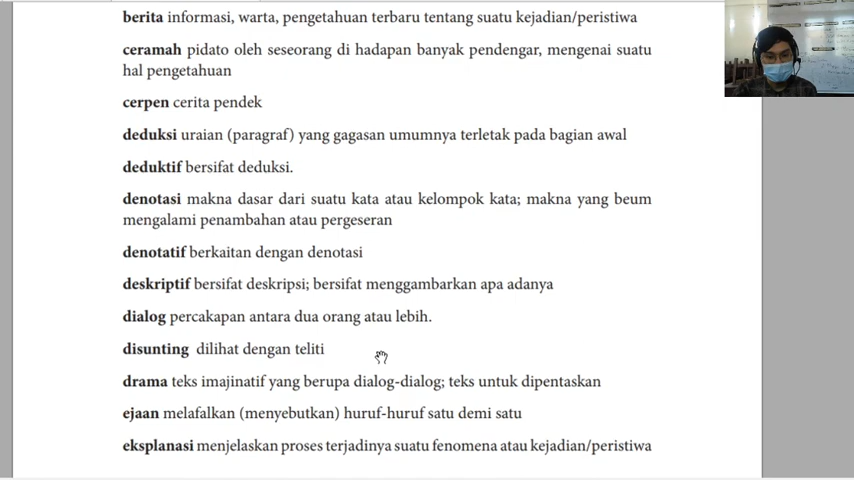 berita informasi, warta, pengetahuan terbaru tentang suatu kejadian/peristiwa
ceramah pidato oleh seseorang di hadapan banyak pendengar, mengenai suatu
hal pengetahuan
cerpen cerita pendek
deduksi uraian (paragraf) yang gagasan umumnya terletak pada bagian awal
deduktif bersifat deduksi.
denotasi makna dasar dari suatu kata atau kelompok kata; makna yang beum
mengalami penambahan atau pergeseran
denotatif berkaitan dengan denotasi
deskriptif bersifat deskripsi; bersifat menggambarkan apa adanya
dialog percakapan antara dua orang atau lebih.
disunting dilihat dengan teliti
drama teks imajinatif yang berupa dialog-dialog; teks untuk dipentaskan
ejaan melafalkan (menyebutkan) huruf-huruf satu demi satu
eksplanasi menjelaskan proses terjadinya suatu fenomena atau kejadian/peristiwa